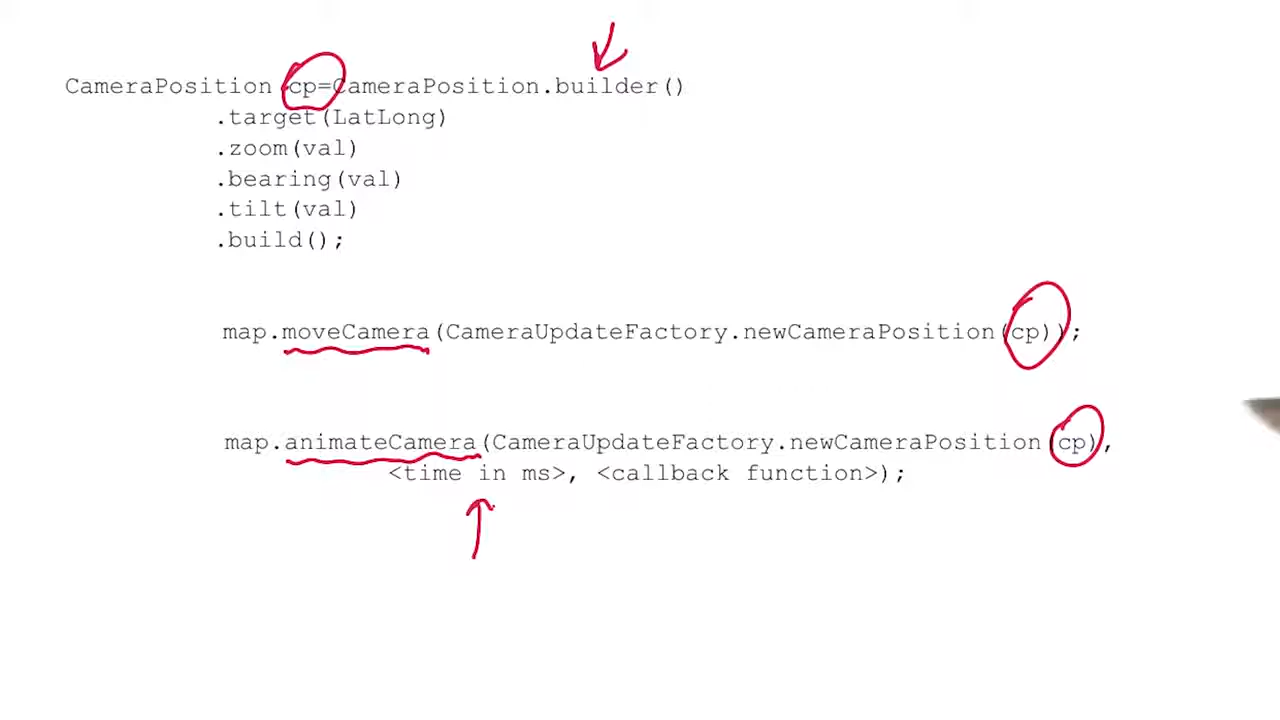 CameraPosition cp=CameraPosition.builder()
.target(LatLong)
.zoom(val)
.bearing(val)
.tilt(val)
.build();
map.moveCamera(CameraUpdateFactory.newCameraPosition(cp));
map.animateCamera(CameraUpdateFactory.newCameraPosition(cp),
<time in ms>, <callback function>);